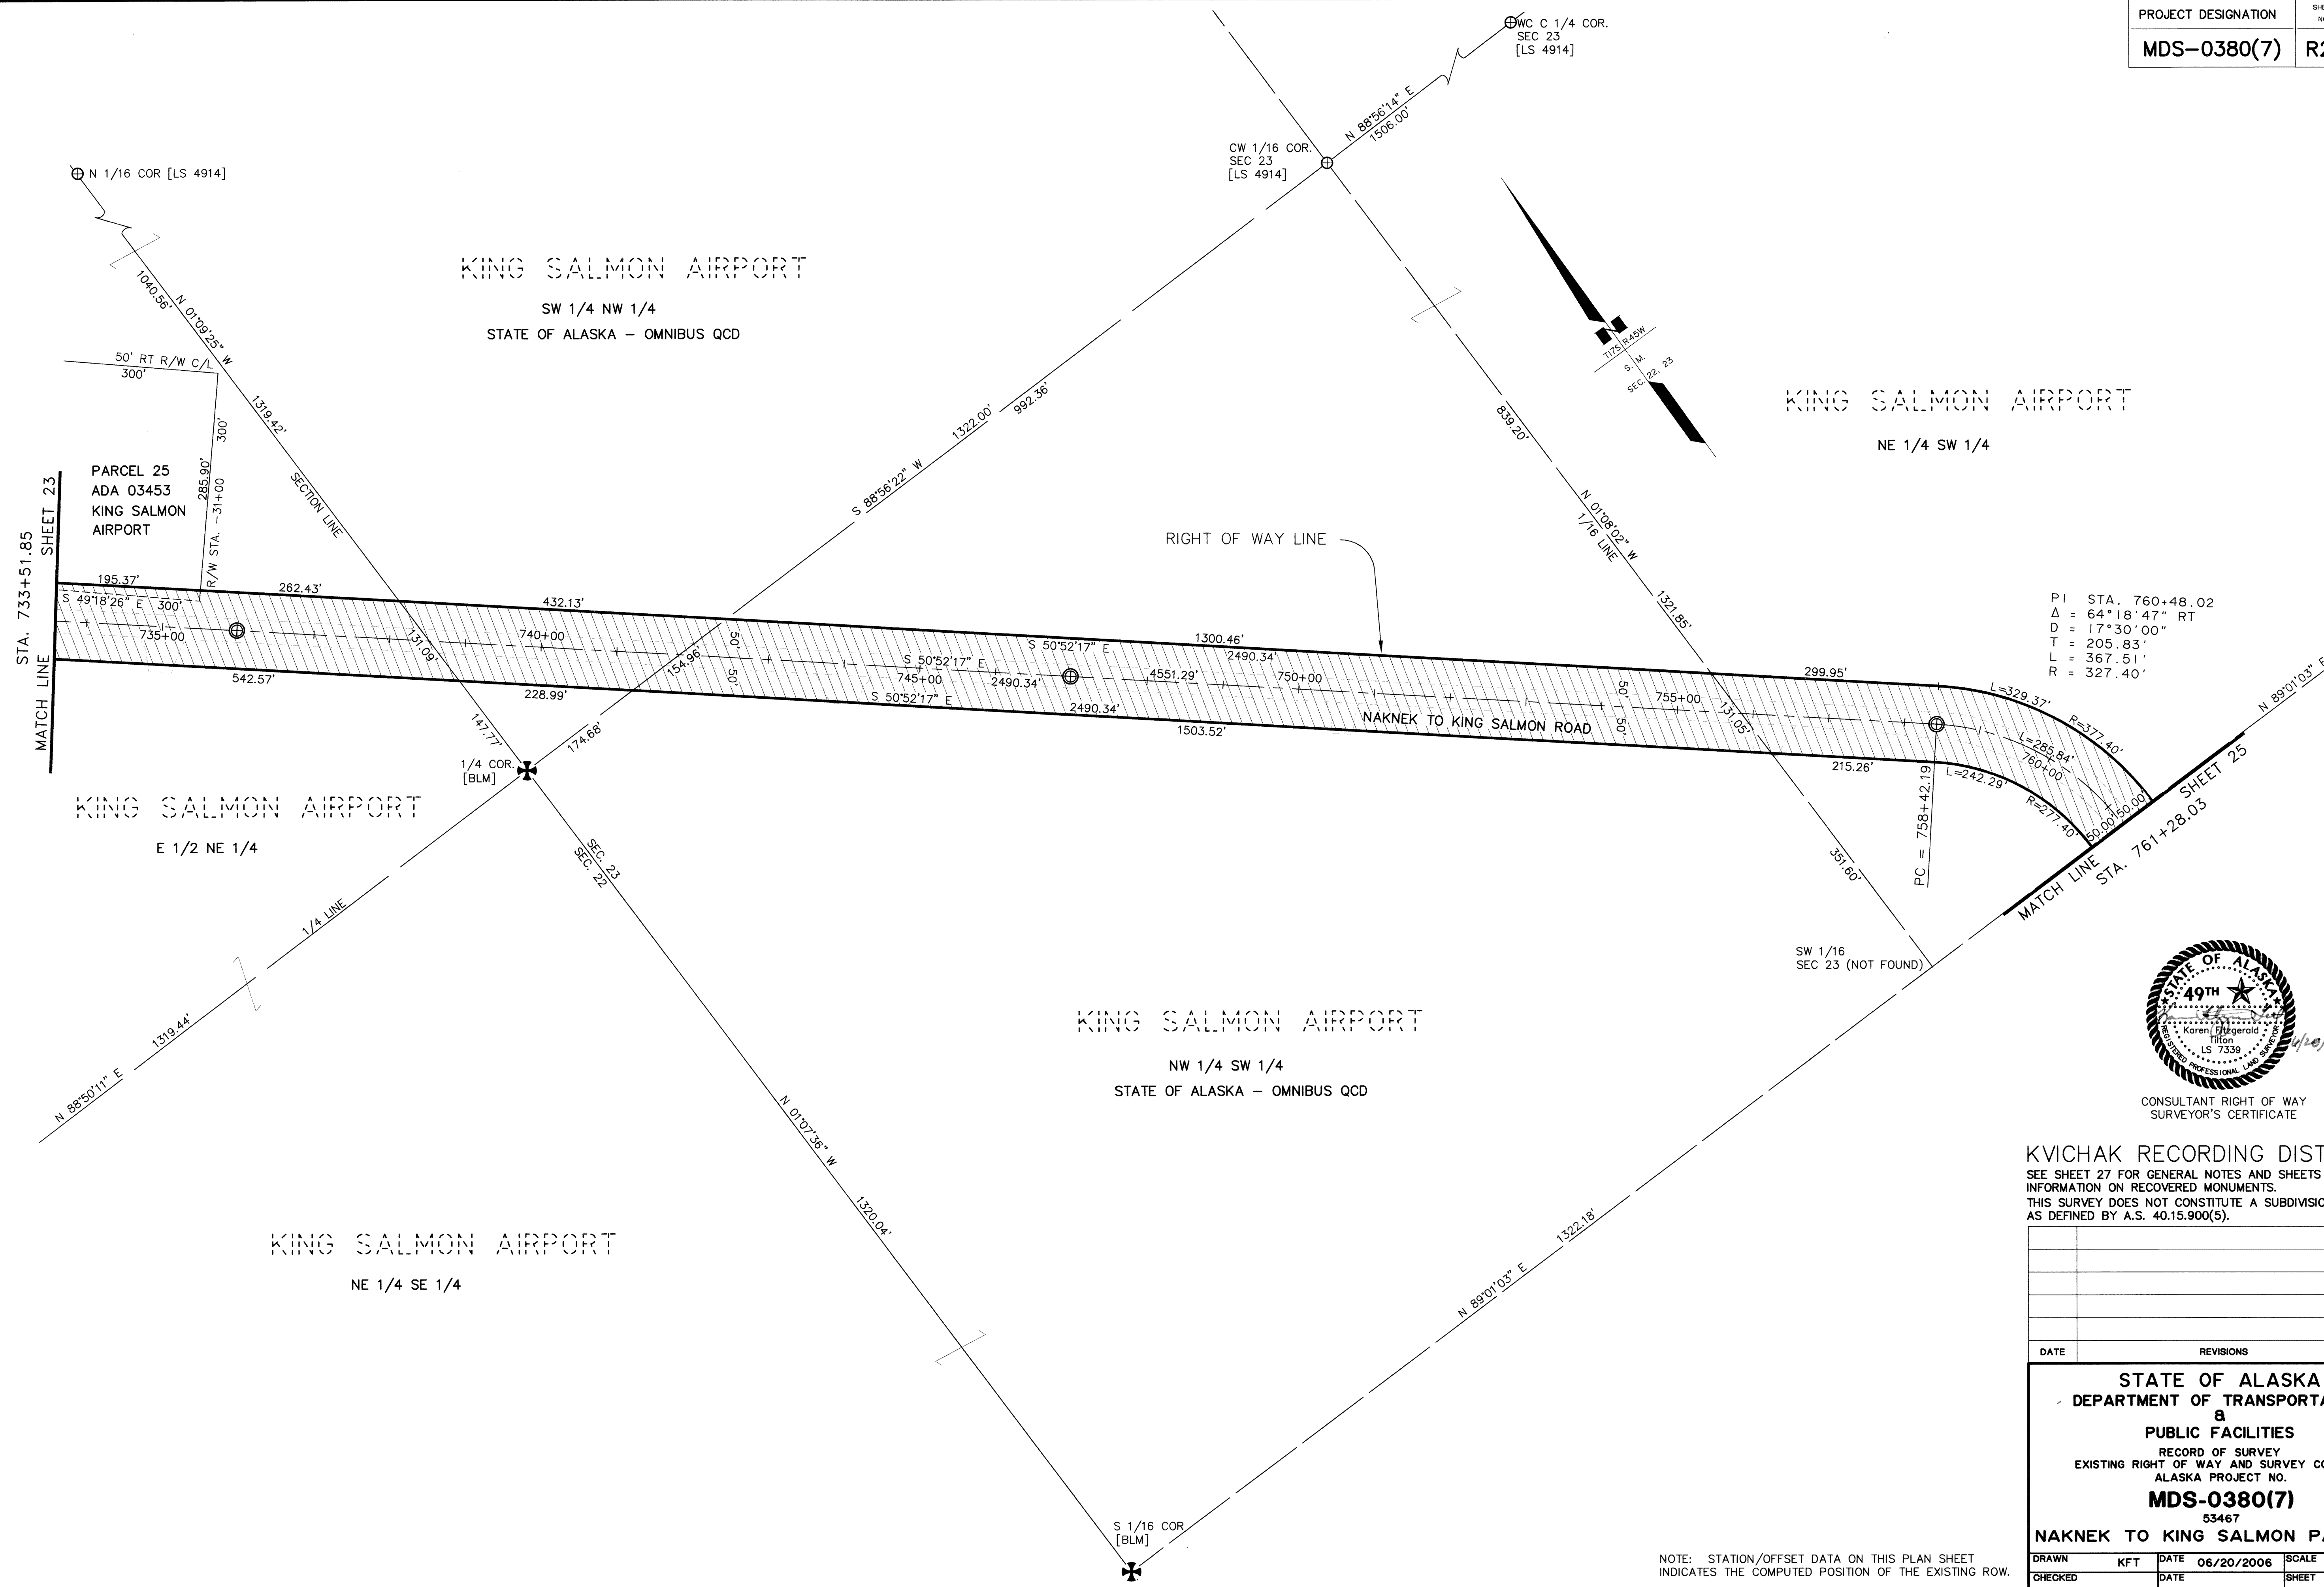 PROJECT DESIGNATION
MDS-0380(7)
WC C 1/4 COR.
SEC 23
[LS 4914]
N 88°56'14" E
1506.00'
CW 1/16 COR.
SEC 23
[LS 4914]
N 1/16 COR [LS 4914]
KING SALMON AIRPORT
SW 1/4 NW 1/4
STATE OF ALASKA – OMNIBUS QCD
1040.56'
N 01°09'25" W
1319.42'
SECTION LINE
50' RT R/W C/L
300'
300'
285.90'
R/W STA. -31+00
PARCEL 25
ADA 03453
KING SALMON
AIRPORT
STA. 733+51.85
MATCH LINE SHEET 23
T17S R45W
S. M.
SEC. 22, 23
KING SALMON AIRPORT
NE 1/4 SW 1/4
839.20'
N 01°08'02" W
1/16 LINE
1321.85'
S 88°56'22" W
1322.00'
992.36'
RIGHT OF WAY LINE
PI STA. 760+48.02
Δ = 64°18'47" RT
D = 17°30'00"
T = 205.83'
L = 367.51'
R = 327.40'
N 89°01'03" E
195.37'
262.43'
432.13'
1300.46'
299.95'
S 49°18'26" E 300'
735+00
131.09'
740+00
154.96'
50'
50'
S 50°52'17" E
2490.34'
S 50°52'17" E
745+00
2490.34'
4551.29'
750+00
50'
50'
755+00
131.05'
NAKNEK TO KING SALMON ROAD
542.57'
228.99'
S 50°52'17" E
2490.34'
1503.52'
215.26'
L=329.37'
R=377.40'
L=285.84'
760+00
L=242.29'
R=277.40'
50.00'
50.00'
PC = 758+42.19
MATCH LINE SHEET 25
STA. 761+28.03
147.77'
174.68'
1/4 COR.
[BLM]
351.60'
KING SALMON AIRPORT
E 1/2 NE 1/4
SEC. 23
SEC. 22
1/4 LINE
1319.44'
N 88°50'11" E
SW 1/16
SEC 23 (NOT FOUND)
KING SALMON AIRPORT
NW 1/4 SW 1/4
STATE OF ALASKA – OMNIBUS QCD
N 01°07'36" W
1320.04'
KING SALMON AIRPORT
NE 1/4 SE 1/4
N 89°01'03" E
1322.18'
S 1/16 COR
[BLM]
STATE OF ALASKA
49TH
Karen Fitzgerald
Tilton
LS 7339
REGISTERED PROFESSIONAL LAND SURVEYOR
CONSULTANT RIGHT OF WAY
SURVEYOR'S CERTIFICATE
KVICHAK RECORDING
SEE SHEET 27 FOR GENERAL NOTES AND SHEETS
INFORMATION ON RECOVERED MONUMENTS.
THIS SURVEY DOES NOT CONSTITUTE A
AS DEFINED BY A.S. 40.15.900(5).
DATE REVISIONS
STATE OF ALASKA
DEPARTMENT OF
&
PUBLIC FACILITIES
RECORD OF SURVEY
EXISTING RIGHT OF WAY AND SURVEY
ALASKA PROJECT NO.
MDS-0380(7)
53467
NAKNEK TO KING SALMON
DRAWN KFT DATE 06/20/2006 SCALE
CHECKED DATE SHEET
NOTE: STATION/OFFSET DATA ON THIS PLAN SHEET
INDICATES THE COMPUTED POSITION OF THE EXISTING ROW.